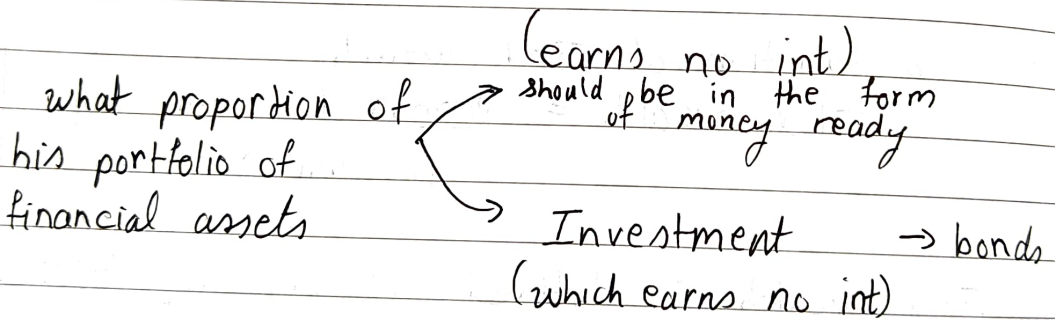 (earns no int)
what proportion of → should be in the form
of money ready
his portfolio of
financial assets
→ Investment → bonds
(which earns no int)